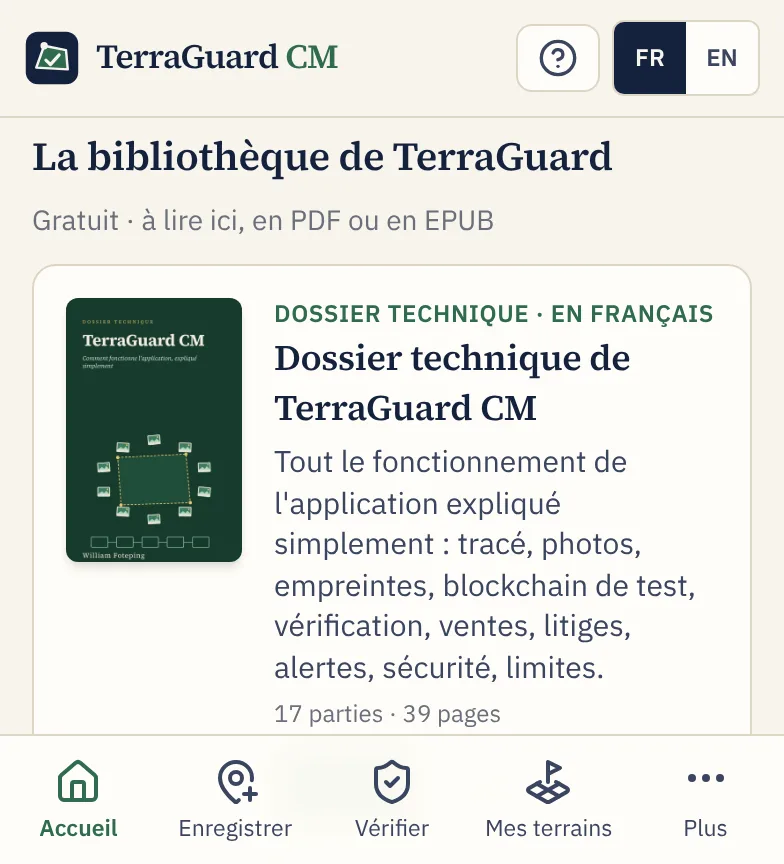 TerraGuard CM
FR
EN
La bibliothèque de TerraGuard
Gratuit · à lire ici, en PDF ou en EPUB
DOSSIER TECHNIQUE
TerraGuard CM
Comment fonctionne l'application, expliqué
simplement
William Foteping
DOSSIER TECHNIQUE · EN FRANÇAIS
Dossier technique de
TerraGuard CM
Tout le fonctionnement de
l'application expliqué
simplement : tracé, photos,
empreintes, blockchain de test,
vérification, ventes, litiges,
alertes, sécurité, limites.
17 parties · 39 pages
Accueil
Enregistrer
Vérifier
Mes terrains
Plus